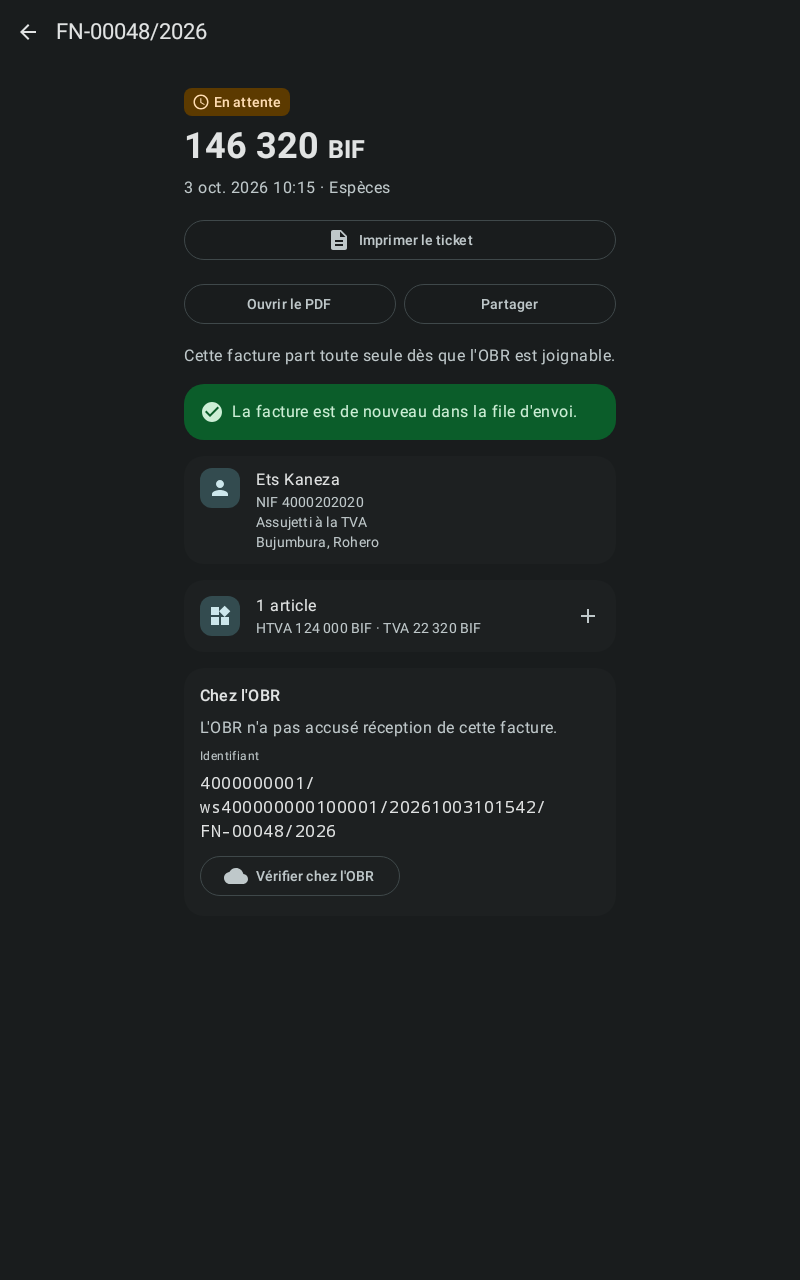 FN-00048/2026
En attente
146 320 BIF
3 oct. 2026 10:15 · Espèces
Imprimer le ticket
Ouvrir le PDF
Partager
Cette facture part toute seule dès que l'OBR est joignable.
La facture est de nouveau dans la file d'envoi.
Ets Kaneza
NIF 4000202020
Assujetti à la TVA
Bujumbura, Rohero
1 article
HTVA 124 000 BIF · TVA 22 320 BIF
Chez l'OBR
L'OBR n'a pas accusé réception de cette facture.
Identifiant
4000000001/
ws400000000100001/20261003101542/
FN-00048/2026
Vérifier chez l'OBR